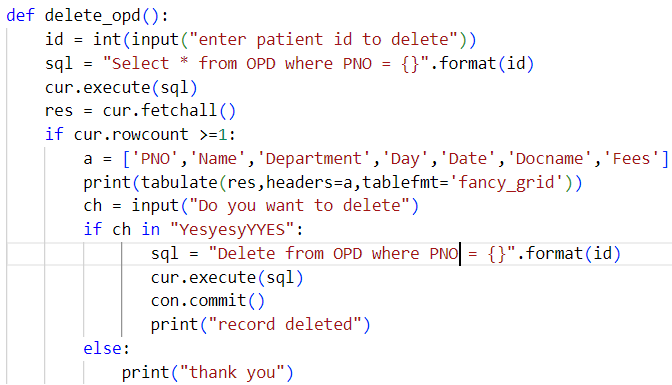 def delete_opd():
    id = int(input("enter patient id to delete"))
    sql = "Select * from OPD where PNO = {}".format(id)
    cur.execute(sql)
    res = cur.fetchall()
    if cur.rowcount >=1:
        a = ['PNO','Name','Department','Day','Date','Docname','Fees']
        print(tabulate(res,headers=a,tablefmt='fancy_grid'))
        ch = input("Do you want to delete")
        if ch in "YesyesyYYES":
               sql = "Delete from OPD where PNO = {}".format(id)
               cur.execute(sql)
               con.commit()
               print("record deleted")
        else:
            print("thank you")